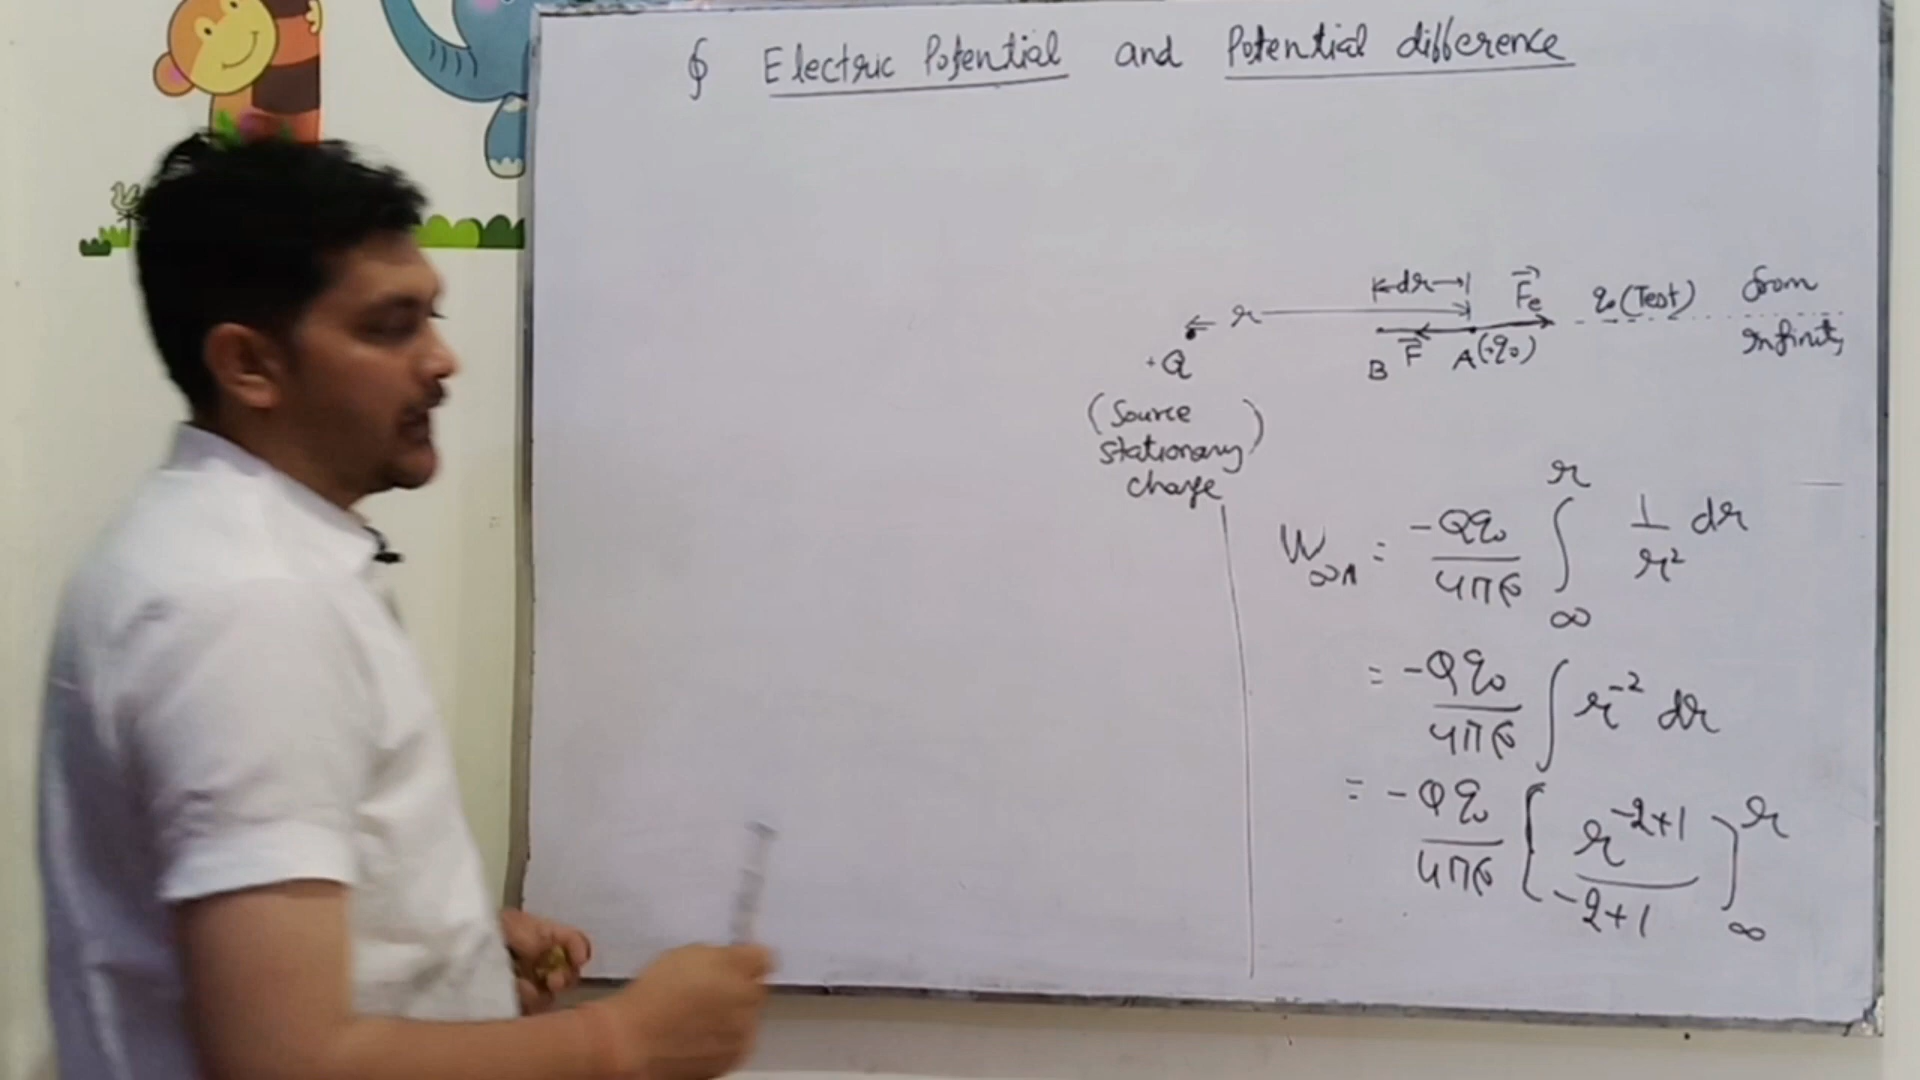 § Electric Potential and Potential difference
dr F⃗e q₀ (Test) from
r infinity
+Q B F⃗ A(+q₀)
(Source
stationary
charge)
W∞A = -Qq₀/4πε₀ ∫∞^r 1/r² dr
= -Qq₀/4πε₀ ∫ r⁻² dr
= -Qq₀/4πε₀ [r⁻²⁺¹/-2+1]∞^r